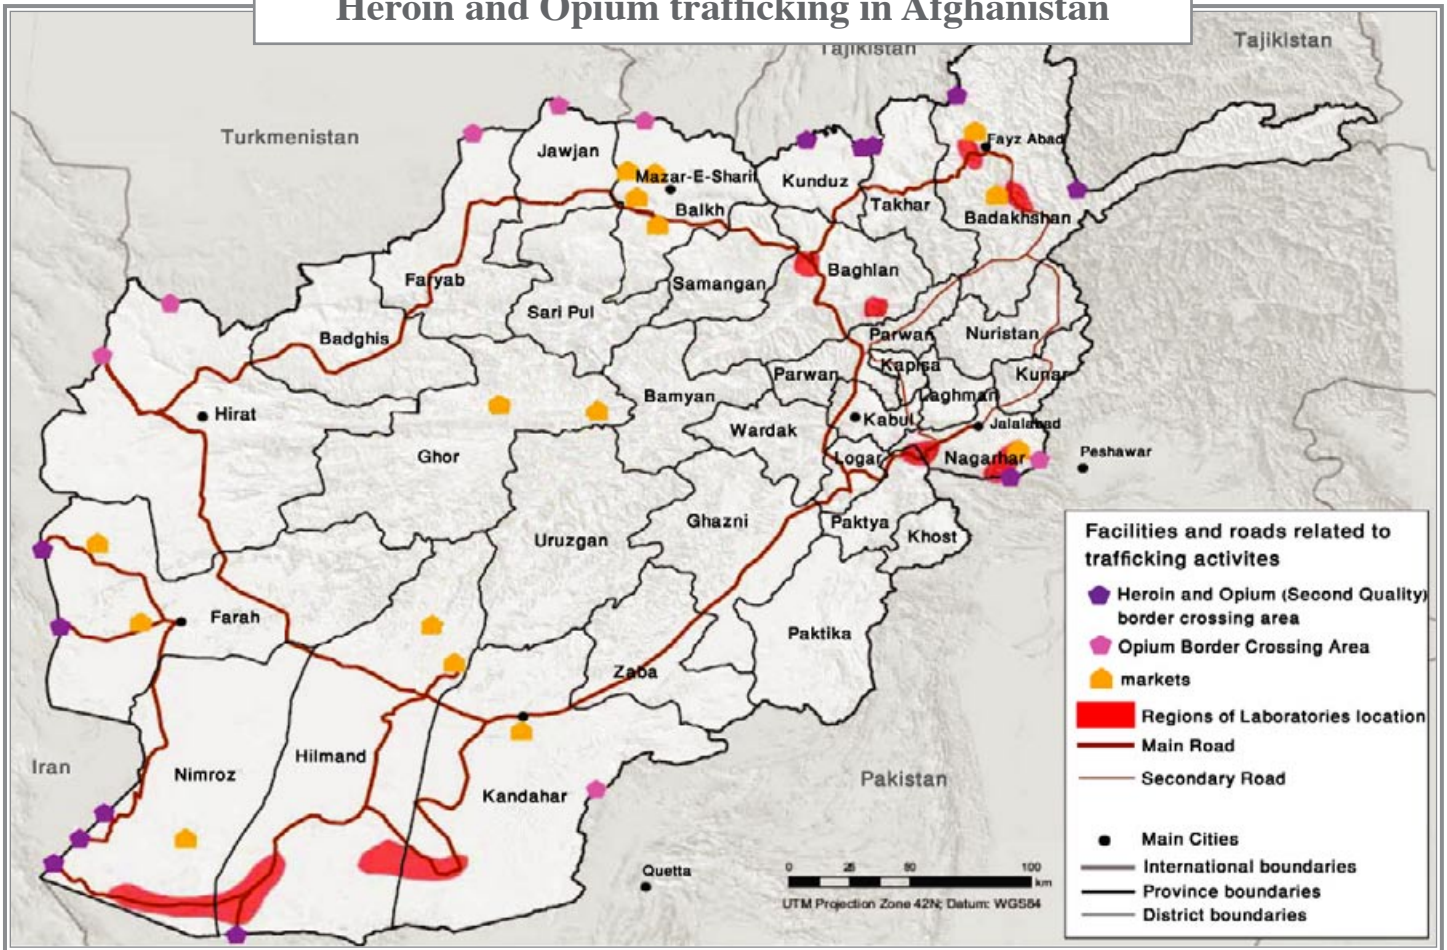 Heroin and Opium trafficking in Afghanistan
Tajikistan
Tajikistan
Turkmenistan
Jawjan
Fayz Abad
Mazar-E-Sharif
Kunduz
Takhar
Balkh
Badakhshan
Faryab
Baghlan
Samangan
Sari Pul
Badghis
Parwan
Nuristan
Kapisa
Parwan
Kunar
Bamyan
Laghman
Hirat
Kabul
Jalalabad
Wardak
Ghor
Logar
Nagarhar
Peshawar
Ghazni
Paktya
Uruzgan
Khost
Farah
Paktika
Zaba
Hilmand
Iran
Nimroz
Kandahar
Pakistan
Quetta
Facilities and roads related to
trafficking activites
Heroin and Opium (Second Quality)
border crossing area
Opium Border Crossing Area
markets
Regions of Laboratories location
Main Road
Secondary Road
Main Cities
International boundaries
Province boundaries
District boundaries
0 25 50 100
km
UTM Projection Zone 42N; Datum: WGS84